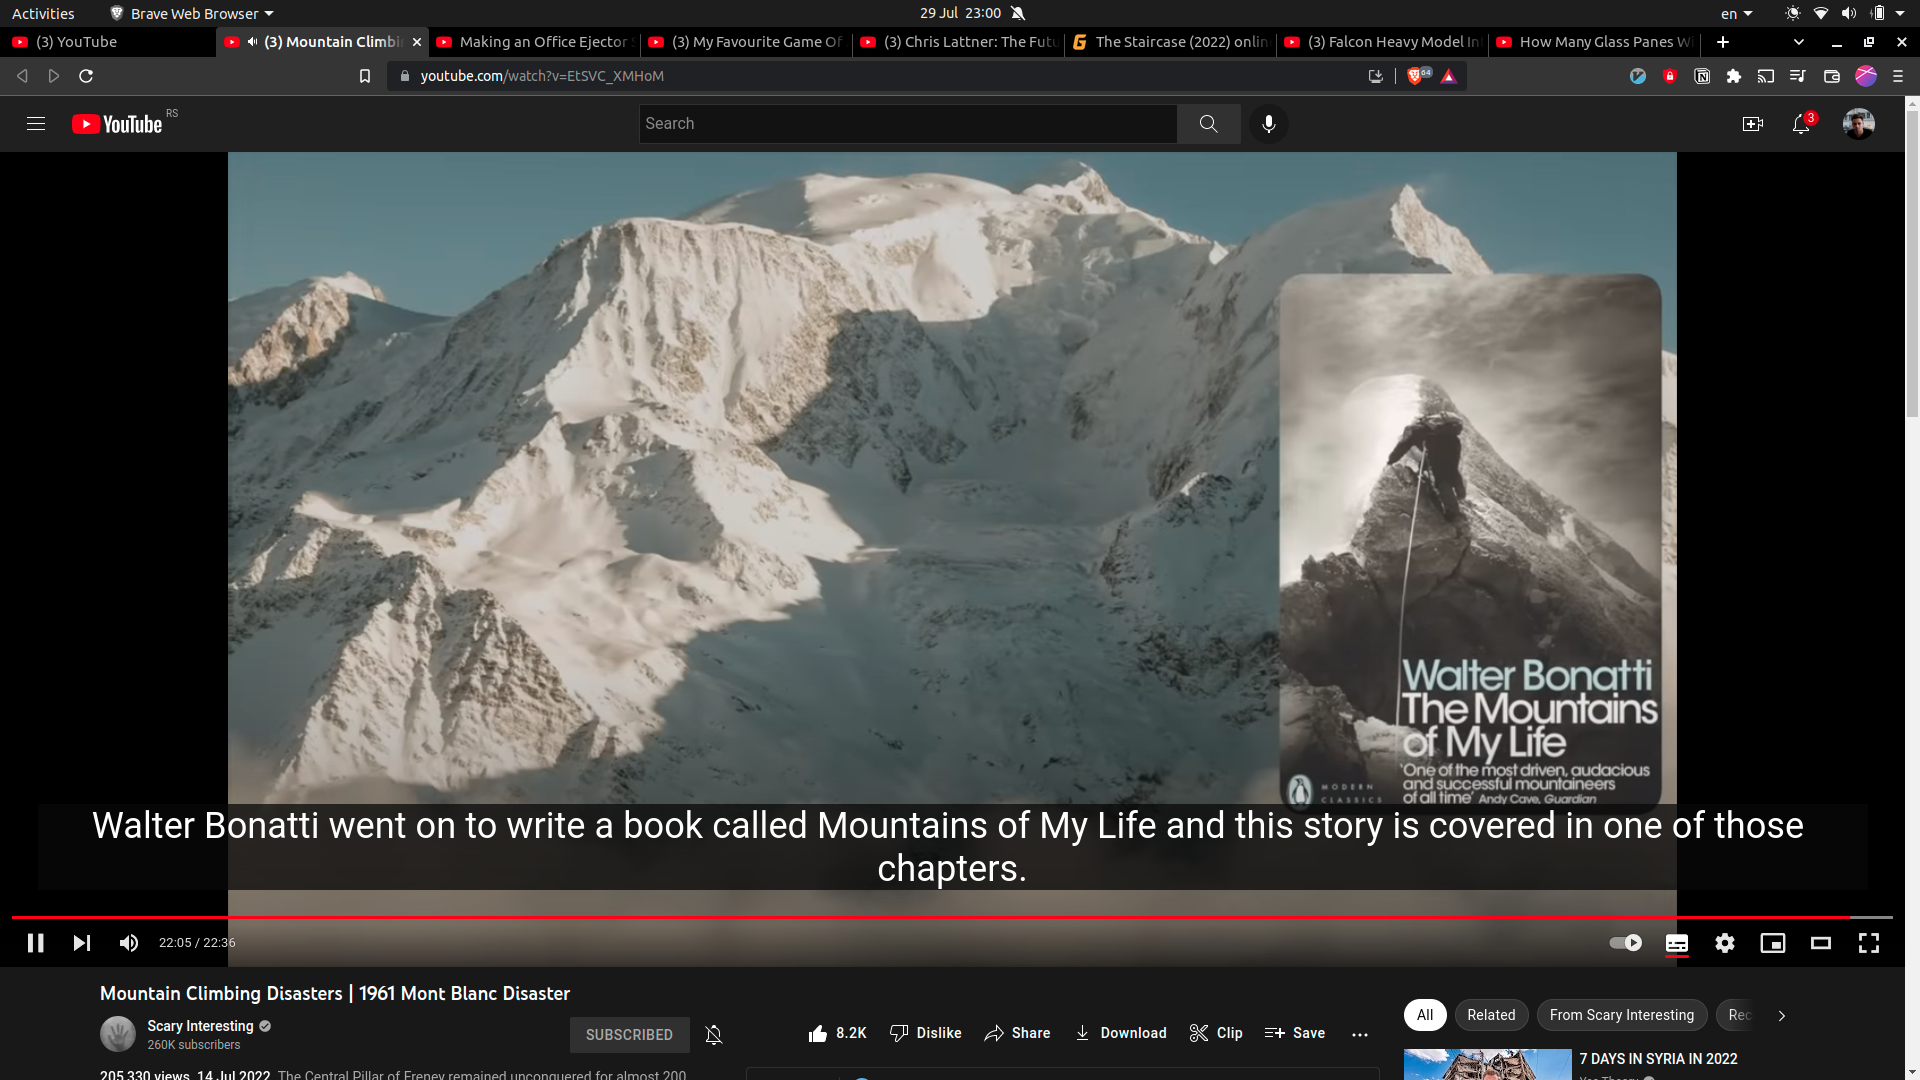 Activities
Brave Web Browser
29 Jul 23:00
en
(3) YouTube
(3) Mountain Climbi
Making an Office Ejector S
(3) My Favourite Game Of
(3) Chris Lattner: The Futu
The Staircase (2022) onlin
(3) Falcon Heavy Model In
How Many Glass Panes Wi
youtube.com/watch?v=EtSVC_XMHoM
64
YouTube
RS
Search
3
Walter Bonatti
The Mountains
of My Life
'One of the most driven, audacious
and successful mountaineers
of all time' Andy Cave, Guardian
MODERN
CLASSICS
Walter Bonatti went on to write a book called Mountains of My Life and this story is covered in one of those
chapters.
22:05 / 22:36
Mountain Climbing Disasters | 1961 Mont Blanc Disaster
Scary Interesting
260K subscribers
SUBSCRIBED
8.2K
Dislike
Share
Download
Clip
Save
205,330 views 14 Jul 2022 The Central Pillar of Freney remained unconquered for almost 200
All
Related
From Scary Interesting
Rec
7 DAYS IN SYRIA IN 2022
Yes Theory